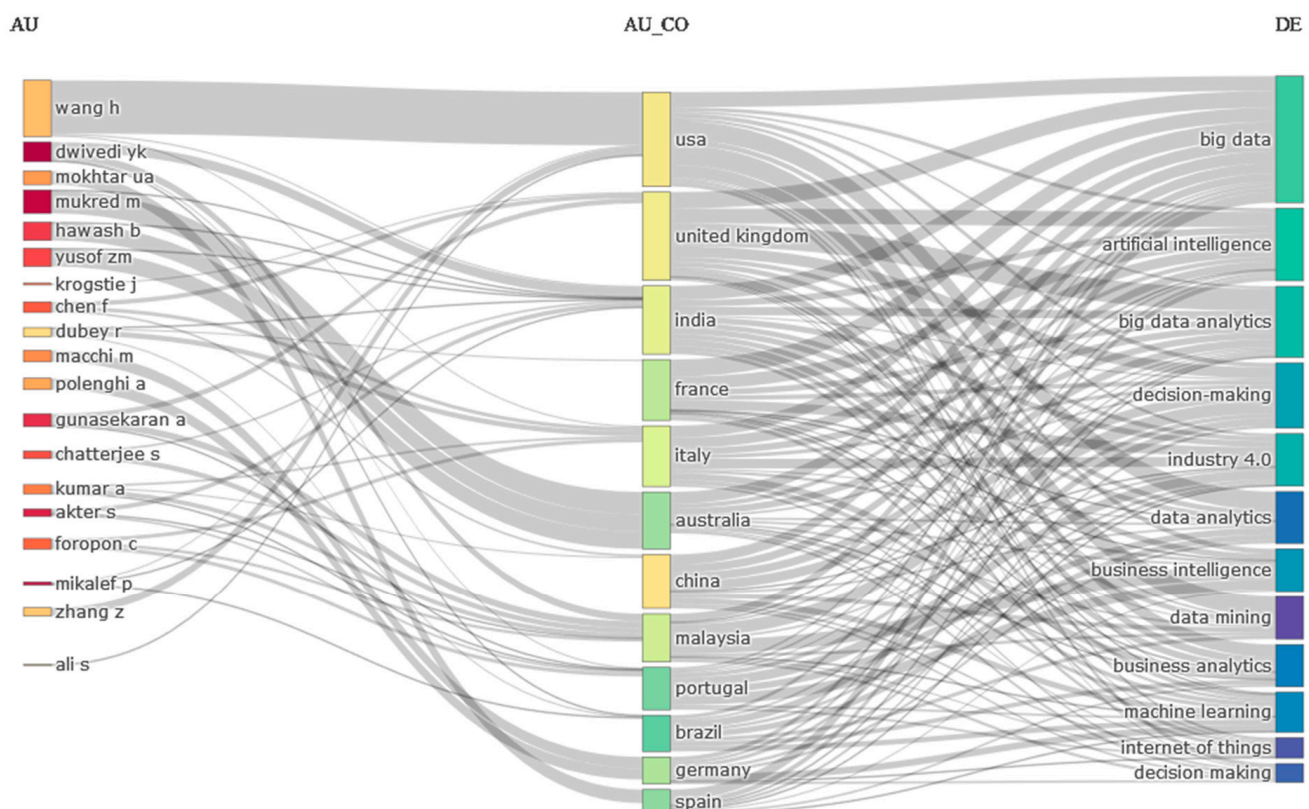 AU AU_CO DE
wang h
dwivedi yk
mokhtar ua
mukred m
hawash b
yusof zm
krogstie j
chen f
dubey r
macchi m
polenghi a
gunasekaran a
chatterjee s
kumar a
akter s
foropon c
mikalef p
zhang z
ali s
usa
united kingdom
india
france
italy
australia
china
malaysia
portugal
brazil
germany
spain
big data
artificial intelligence
big data analytics
decision-making
industry 4.0
data analytics
business intelligence
data mining
business analytics
machine learning
internet of things
decision making